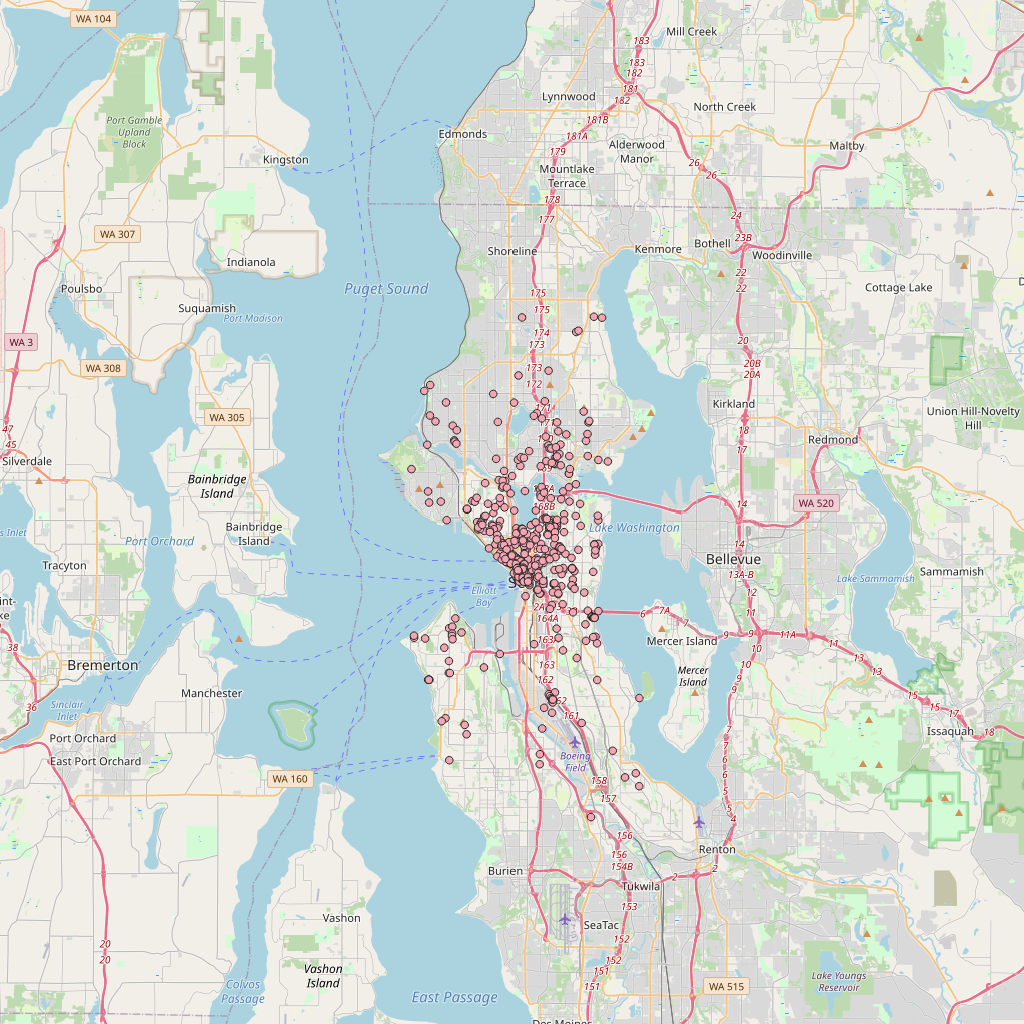 WA 104
Mill Creek
183
183
182
181
182
Lynnwood
North Creek
Port Gamble
Upland
Block
181B
Edmonds
181A
Alderwood
Manor
Maltby
Kingston
179
26
26
Mountlake
Terrace
178
177
24
WA 307
23B
Bothell
Shoreline
Kenmore
Woodinville
Indianola
22
22
Poulsbo
Puget Sound
175
Cottage Lake
Suquamish
Port Madison
175
174
WA 3
173
20
20B
20A
WA 308
173
172
Kirkland
Union Hill-Novelty
Hill
WA 305
171
18
47
45
Redmond
17
Silverdale
Bainbridge
Island
14
WA 520
168B
Bainbridge
Island
Lake Washington
Port Orchard
14
Bellevue
Tracyton
13A-B
Lake Sammamish
Sammamish
Elliott
Bay
12
11
164A
7A
7
9
9
11A
10
13
38
163
Mercer Island
11
Bremerton
163
10
15
Mercer
Island
162
9
9
15
17
Manchester
36
Sinclair
Inlet
161
7
18
Issaquah
Port Orchard
East Port Orchard
Boeing
Field
WA 160
158
157
5
4
156
Renton
156
154B
Burien
2
2
Tukwila
153
Vashon
SeaTac
20
20
152
152
151
151
Vashon
Island
Lake Youngs
Reservoir
Colvos
Passage
WA 515
East Passage
Des Moines